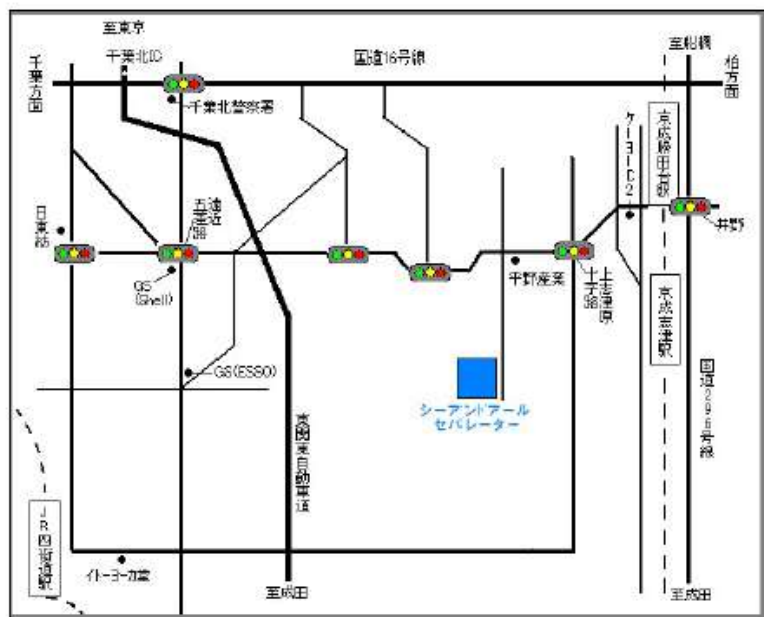 至東京
千葉北IC
国道16号線
至船橋
千葉方面
柏方面
千葉北警察署
京成勝田台駅
ケーヨーD2
日東紡
五遠差近路
井野
GS
(Shell)
平野産業
上志津原
十字路
京成志津駅
GS(ESSO)
シーアンドアール
セパレーター
国道296号線
東関東自動車道
JR四街道駅
イトーヨーカ堂
至成田
至成田